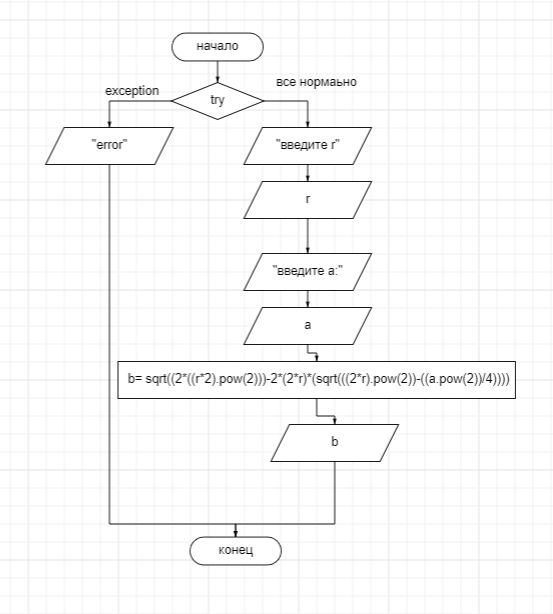 начало
exception
все нормаьно
try
"error"
"введите r"
r
"введите a:"
a
b= sqrt((2*((r*2).pow(2)))-2*(2*r)*(sqrt(((2*r).pow(2))-((a.pow(2))/4))))
b
конец